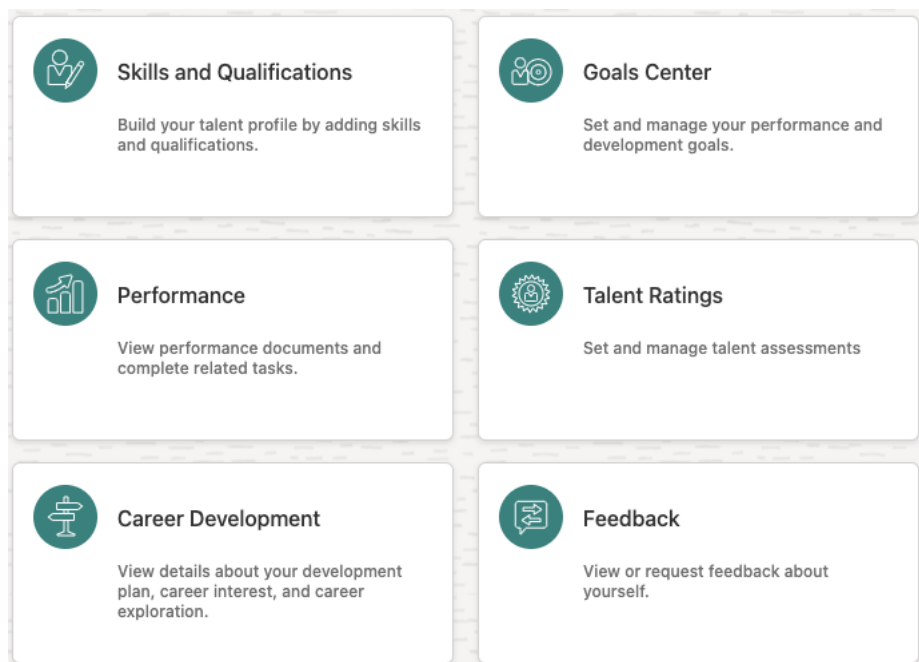 Skills and Qualifications
Build your talent profile by adding skills
and qualifications.
Goals Center
Set and manage your performance and
development goals.
Performance
View performance documents and
complete related tasks.
Talent Ratings
Set and manage talent assessments
Career Development
View details about your development
plan, career interest, and career
exploration.
Feedback
View or request feedback about
yourself.